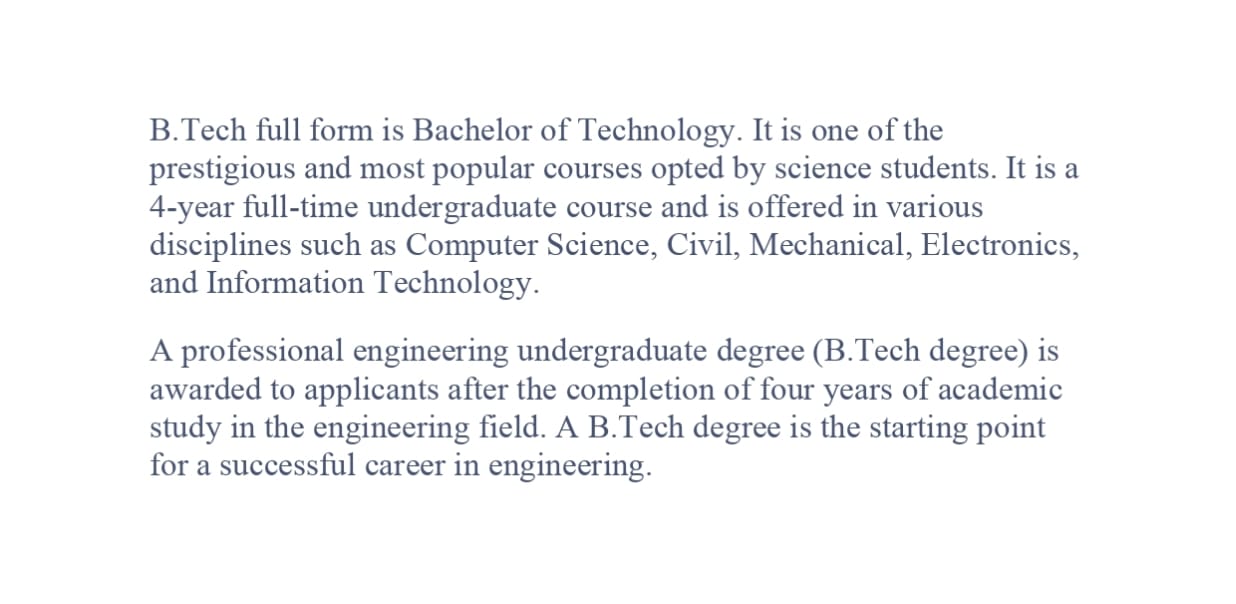 B.Tech full form is Bachelor of Technology. It is one of the
prestigious and most popular courses opted by science students. It is a
4-year full-time undergraduate course and is offered in various
disciplines such as Computer Science, Civil, Mechanical, Electronics,
and Information Technology.
A professional engineering undergraduate degree (B.Tech degree) is
awarded to applicants after the completion of four years of academic
study in the engineering field. A B.Tech degree is the starting point
for a successful career in engineering.